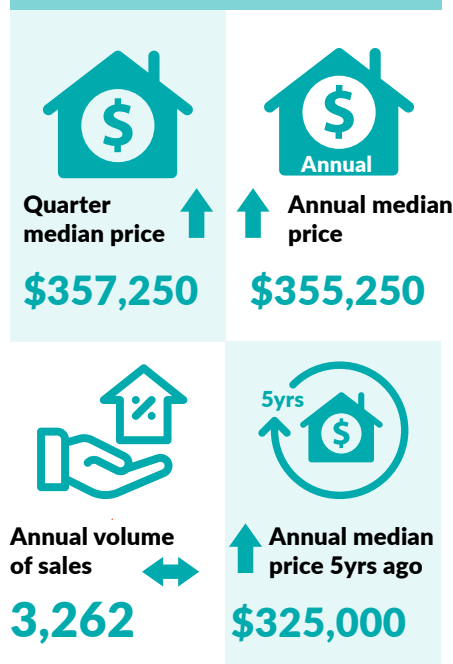 $
Quarter
median price
$357,250
$
Annual
Annual median
price
$355,250
%
Annual volume
of sales
3,262
5yrs
$
Annual median
price 5yrs ago
$325,000